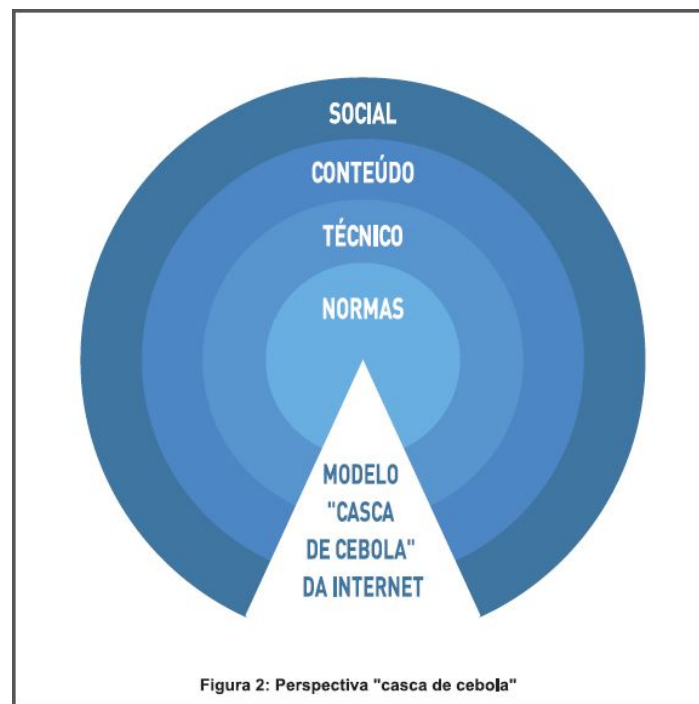 SOCIAL
CONTEÚDO
TÉCNICO
NORMAS
MODELO
"CASCA
DE CEBOLA"
DA INTERNET
Figura 2: Perspectiva "casca de cebola"